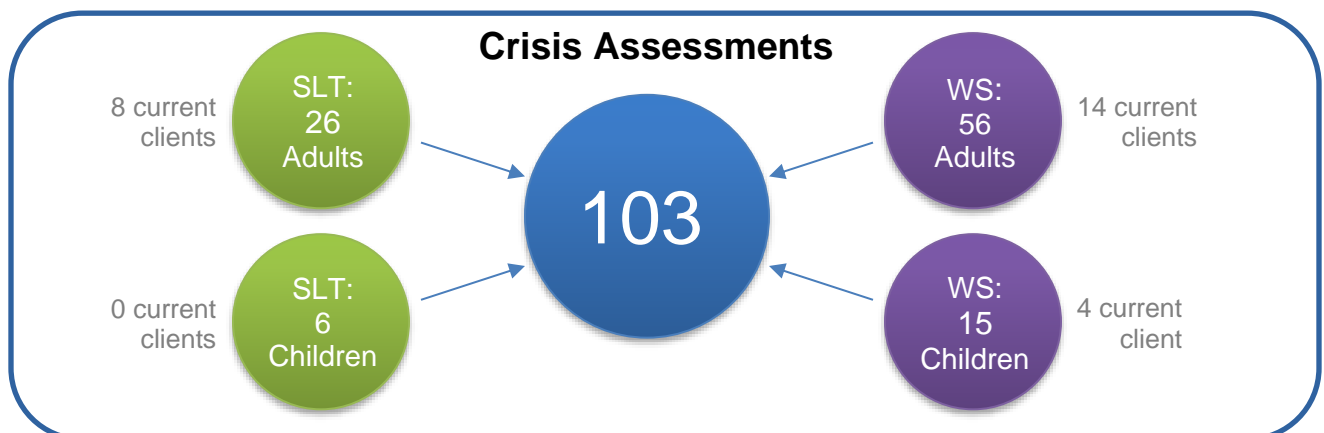 Crisis Assessments
8 current
clients
SLT:
26
Adults
0 current
clients
SLT:
6
Children
103
WS:
56
Adults
14 current
clients
WS:
15
Children
4 current
client